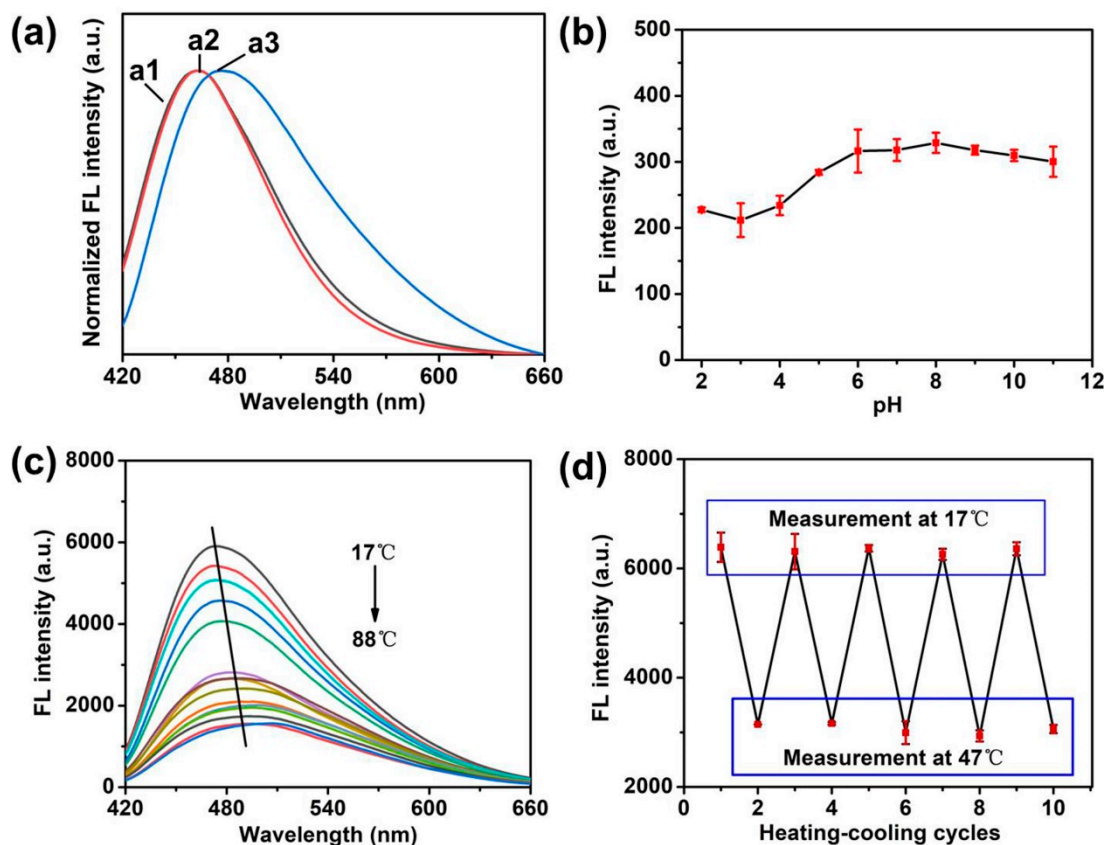 (a)
a1
a2
a3
Normalized FL intensity (a.u.)
420 480 540 600 660
Wavelength (nm)
(b)
500
400
300
200
100
0
FL intensity (a.u.)
2 4 6 8 10 12
pH
(c)
8000
6000
4000
2000
0
FL intensity (a.u.)
17℃
88℃
420 480 540 600 660
Wavelength (nm)
(d)
8000
6000
4000
2000
FL intensity (a.u.)
Measurement at 17℃
Measurement at 47℃
0 2 4 6 8 10
Heating-cooling cycles